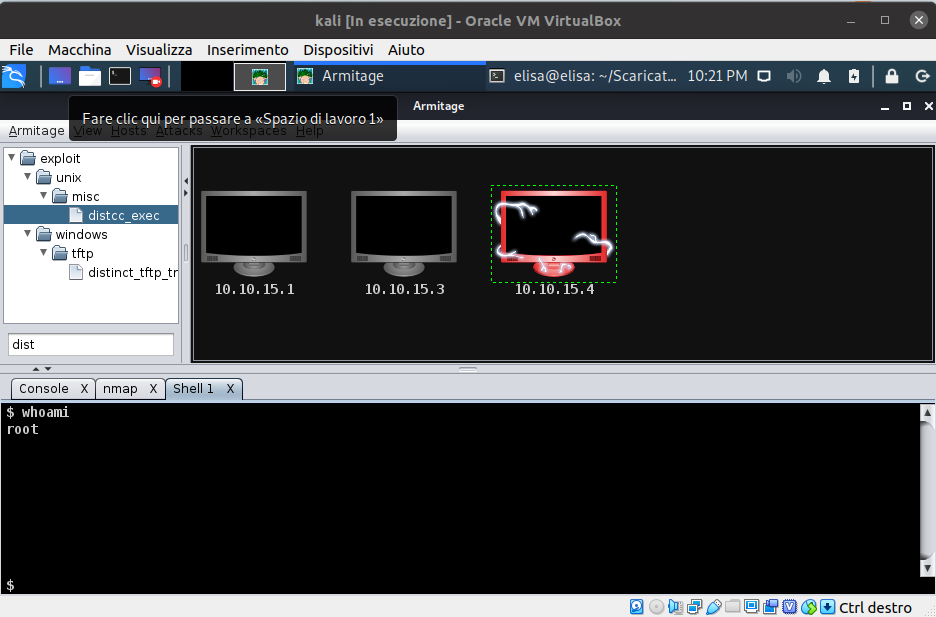 kali [In esecuzione] - Oracle VM VirtualBox
File Macchina Visualizza Inserimento Dispositivi Aiuto
Armitage elisa@elisa: ~/Scaricat... 10:21 PM
Armitage
Fare clic qui per passare a «Spazio di lavoro 1»
Armitage View Hosts Attacks Workspaces Help
exploit
unix
misc
distcc_exec
windows
tftp
distinct_tftp_tr
10.10.15.1 10.10.15.3 10.10.15.4
dist
Console X nmap X Shell 1 X
$ whoami
root
$
Ctrl destro